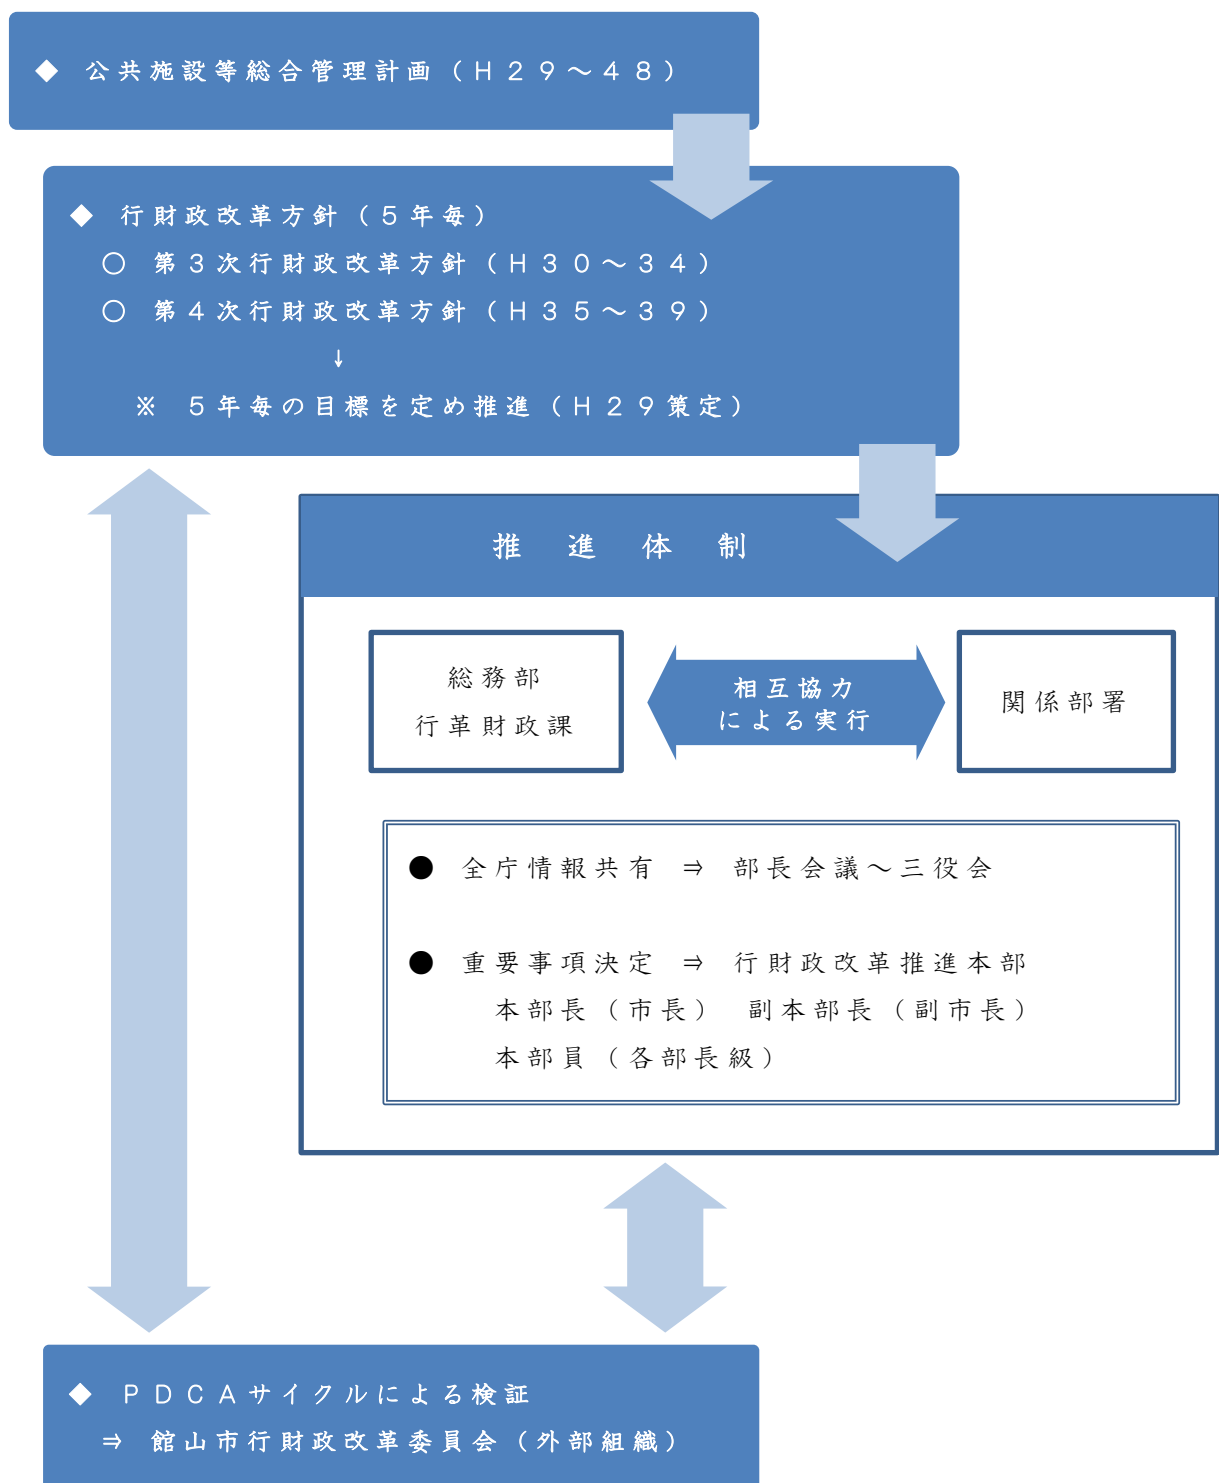 ◆ 公共施設等総合管理計画（Ｈ２９～４８）
◆ 行財政改革方針（５年毎）
○ 第３次行財政改革方針（Ｈ３０～３４）
○ 第４次行財政改革方針（Ｈ３５～３９）
↓
※ ５年毎の目標を定め推進（Ｈ２９策定）
推進体制
総務部
行革財政課
相互協力
による実行
関係部署
● 全庁情報共有 ⇒ 部長会議～三役会
● 重要事項決定 ⇒ 行財政改革推進本部
本部長（市長） 副本部長（副市長）
本部員（各部長級）
◆ ＰＤＣＡサイクルによる検証
⇒ 館山市行財政改革委員会（外部組織）